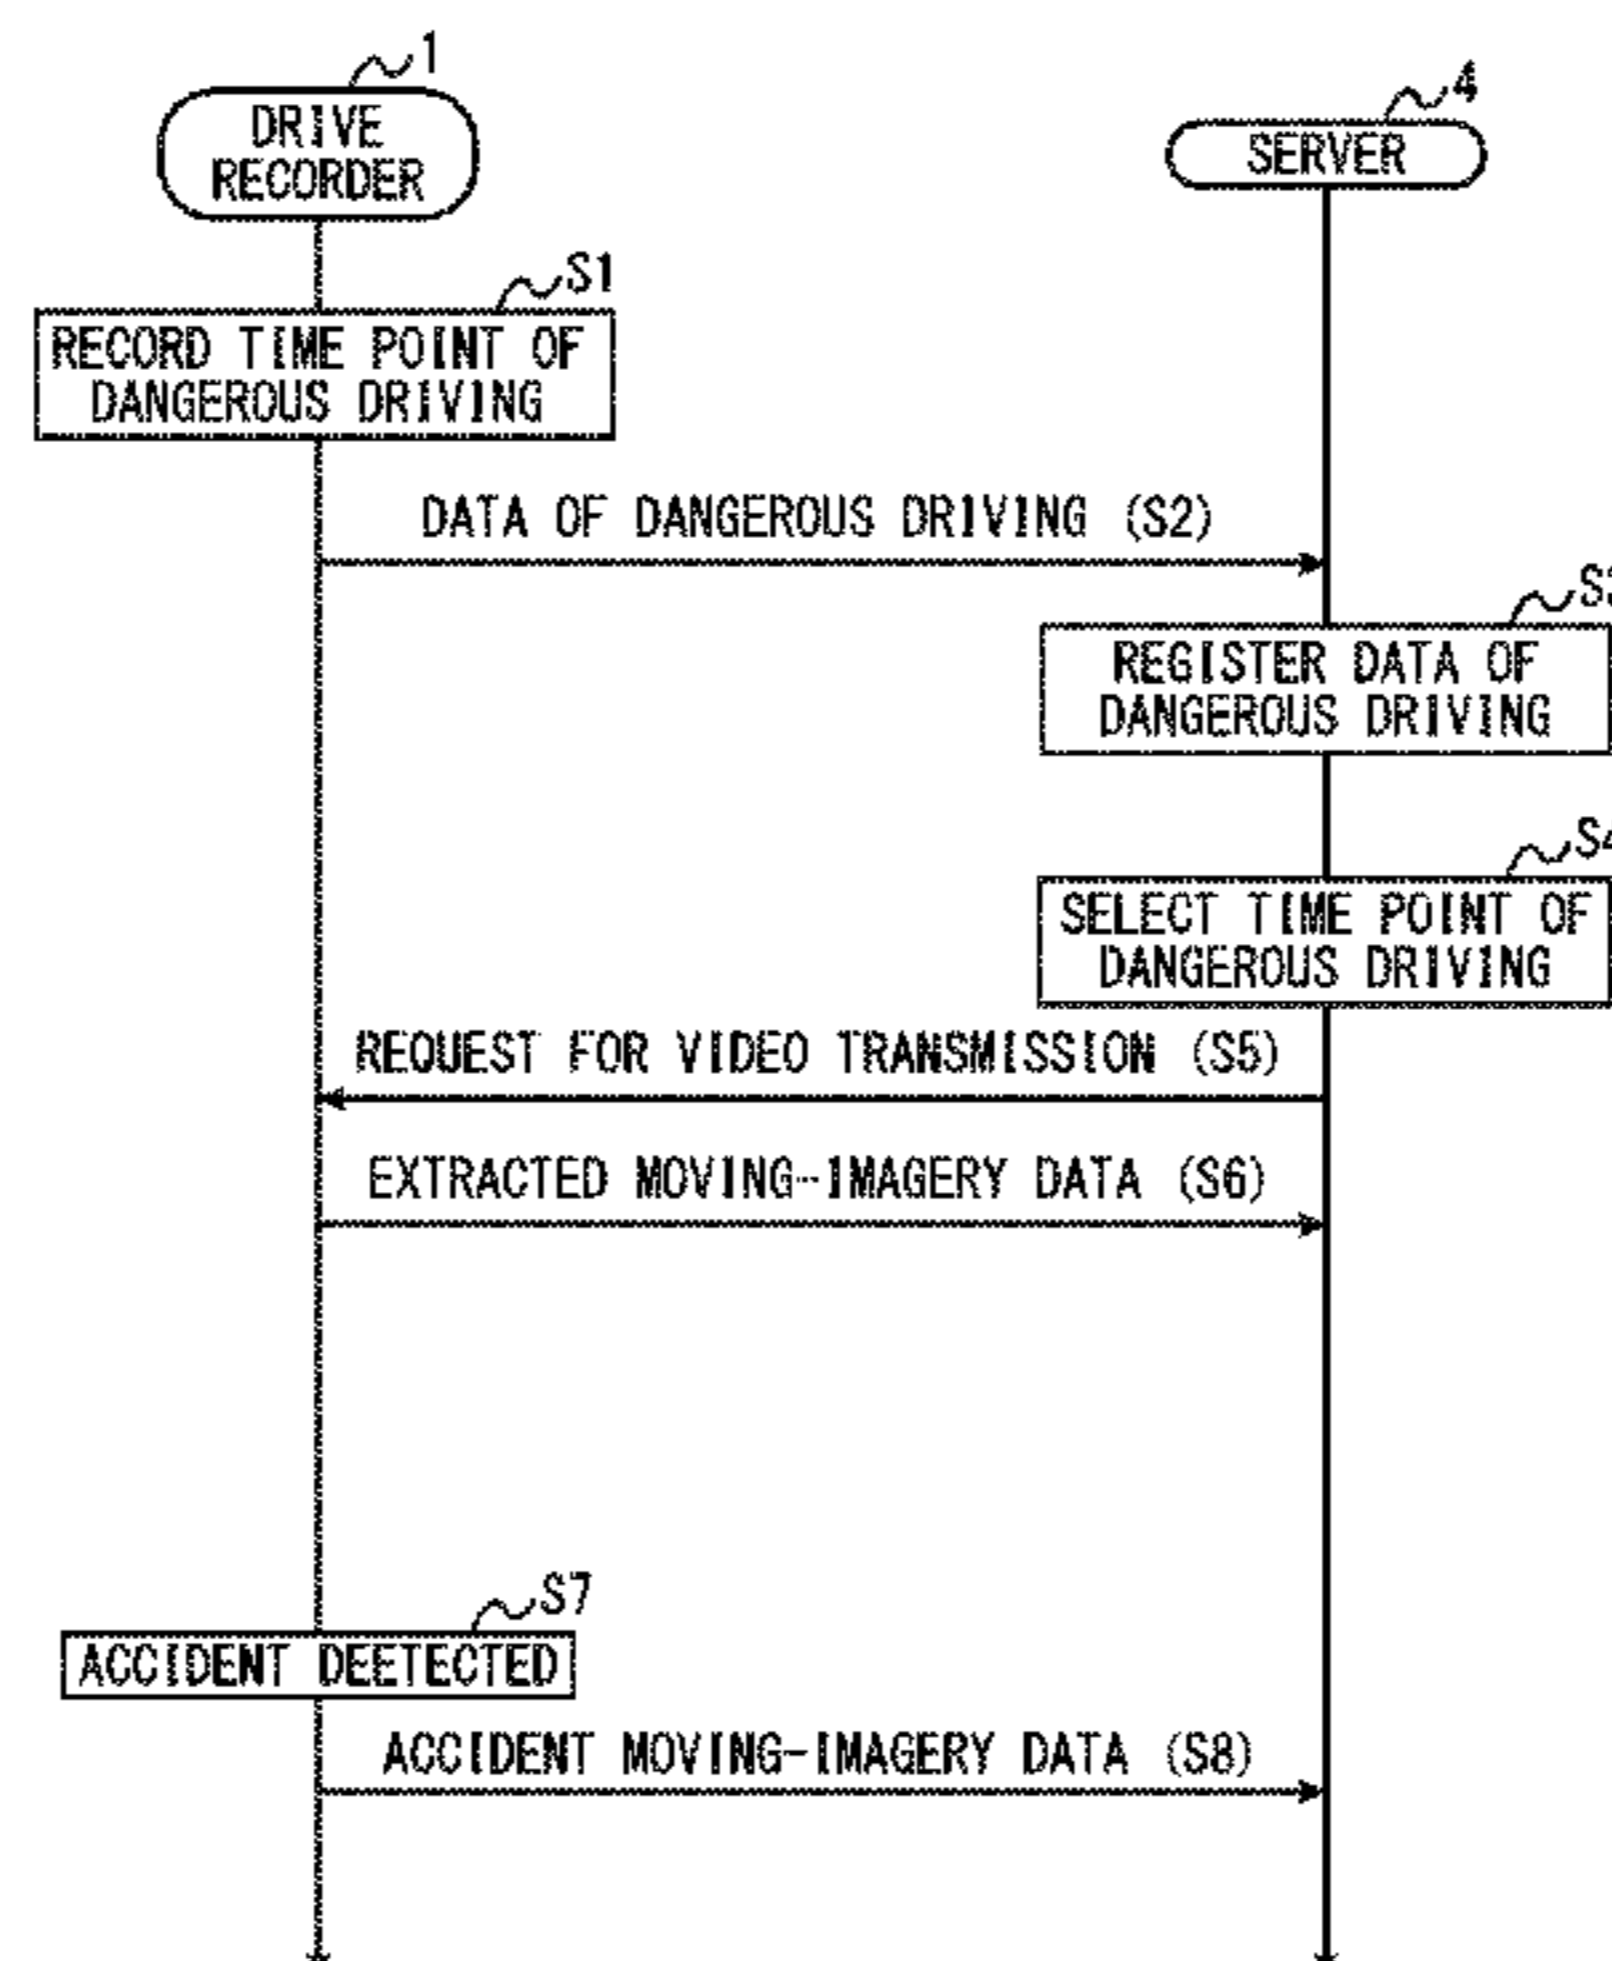 1
DRIVE
RECORDER
4
SERVER
S1
RECORD TIME POINT OF
DANGEROUS DRIVING
DATA OF DANGEROUS DRIVING (S2)
S3
REGISTER DATA OF
DANGEROUS DRIVING
S4
SELECT TIME POINT OF
DANGEROUS DRIVING
REQUEST FOR VIDEO TRANSMISSION (S5)
EXTRACTED MOVING-IMAGERY DATA (S6)
S7
ACCIDENT DEETECTED
ACCIDENT MOVING-IMAGERY DATA (S8)